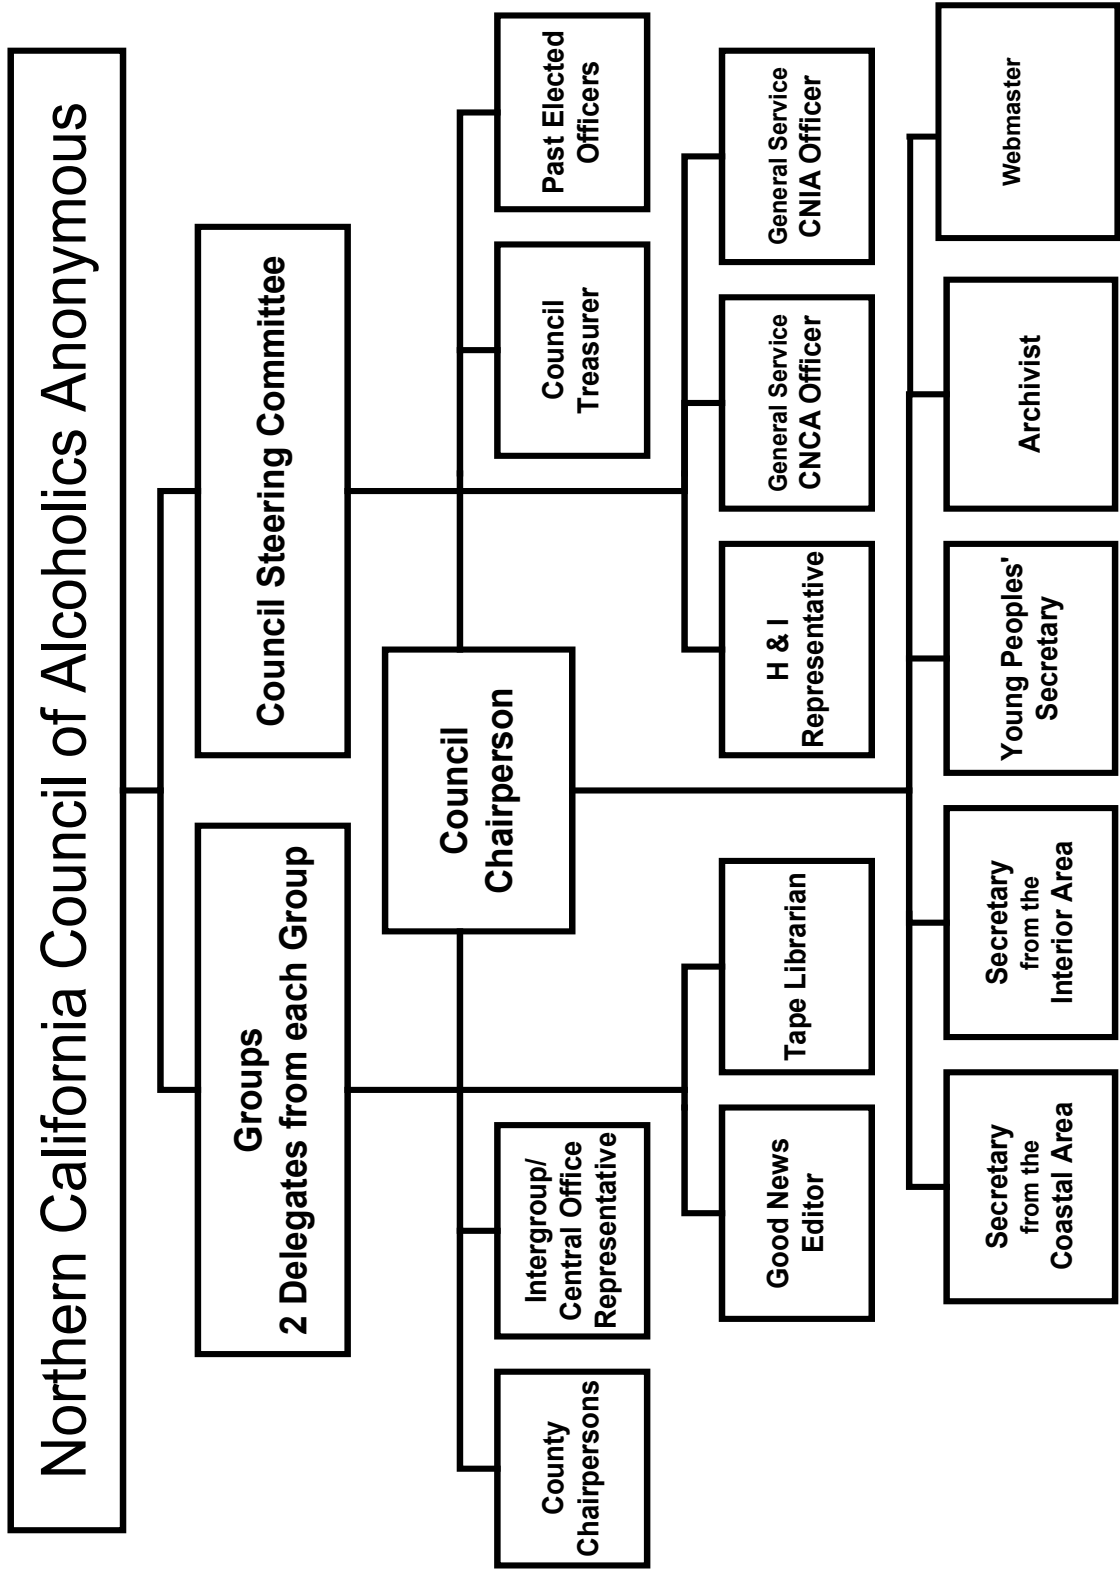 Northern California Council of Alcoholics Anonymous
Groups
2 Delegates from each Group
Council Steering Committee
Council
Chairperson
County
Chairpersons
Intergroup/
Central Office
Representative
Council
Treasurer
Past Elected
Officers
Good News
Editor
Tape Librarian
H & I
Representative
General Service
CNCA Officer
General Service
CNIA Officer
Secretary
from the
Coastal Area
Secretary
from the
Interior Area
Young Peoples'
Secretary
Archivist
Webmaster